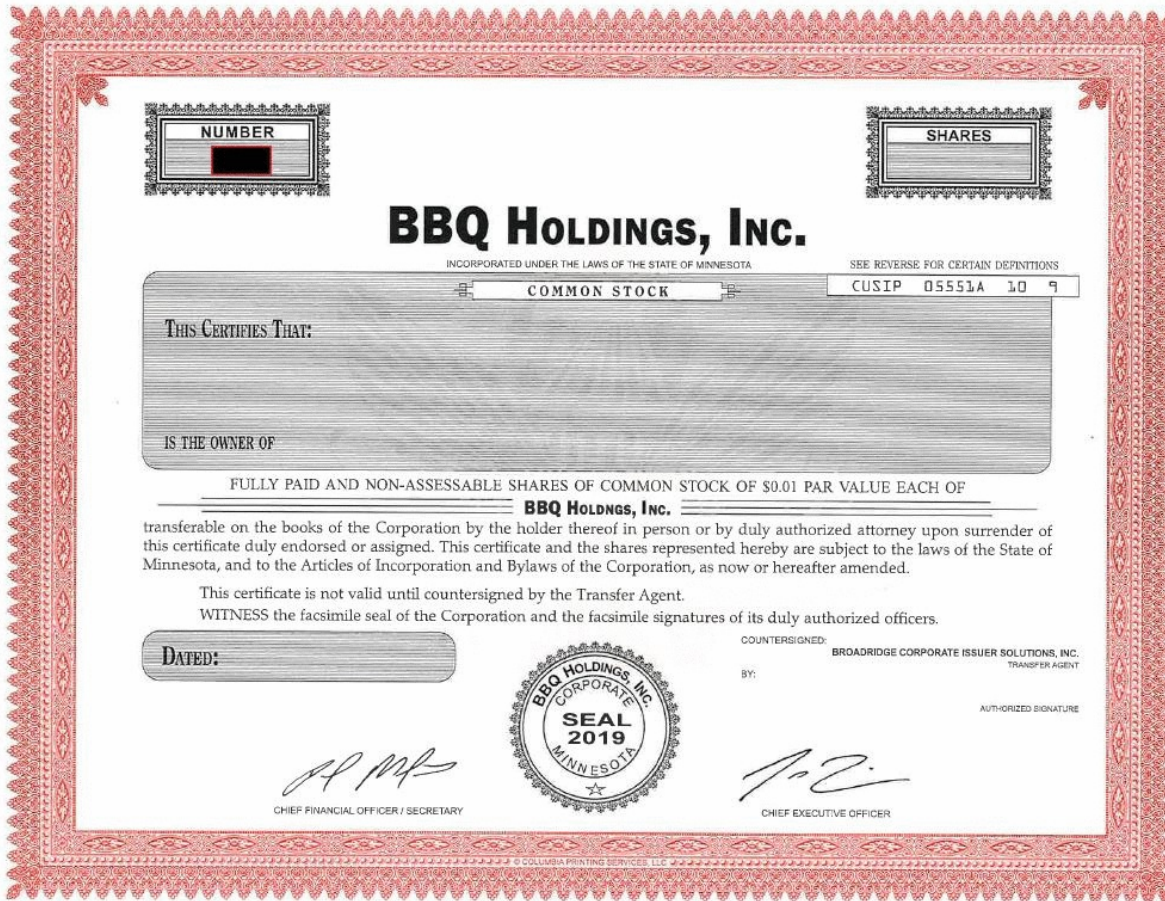 NUMBER
SHARES
BBQ HOLDINGS, INC.
INCORPORATED UNDER THE LAWS OF THE STATE OF MINNESOTA
SEE REVERSE FOR CERTAIN DEFINITIONS
COMMON STOCK
CUSIP 05551A 10 9
THIS CERTIFIES THAT:
IS THE OWNER OF
FULLY PAID AND NON-ASSESSABLE SHARES OF COMMON STOCK OF $0.01 PAR VALUE EACH OF
BBQ HOLDNGS, INC.
transferable on the books of the Corporation by the holder thereof in person or by duly authorized attorney upon surrender of
this certificate duly endorsed or assigned. This certificate and the shares represented hereby are subject to the laws of the State of
Minnesota, and to the Articles of Incorporation and Bylaws of the Corporation, as now or hereafter amended.
This certificate is not valid until countersigned by the Transfer Agent.
WITNESS the facsimile seal of the Corporation and the facsimile signatures of its duly authorized officers.
DATED:
COUNTERSIGNED:
BROADRIDGE CORPORATE ISSUER SOLUTIONS, INC.
TRANSFER AGENT
BY:
AUTHORIZED SIGNATURE
BBQ HOLDINGS, INC.
CORPORATE
SEAL
2019
MINNESOTA
CHIEF FINANCIAL OFFICER / SECRETARY
CHIEF EXECUTIVE OFFICER
© COLUMBIA PRINTING SERVICES, LLC